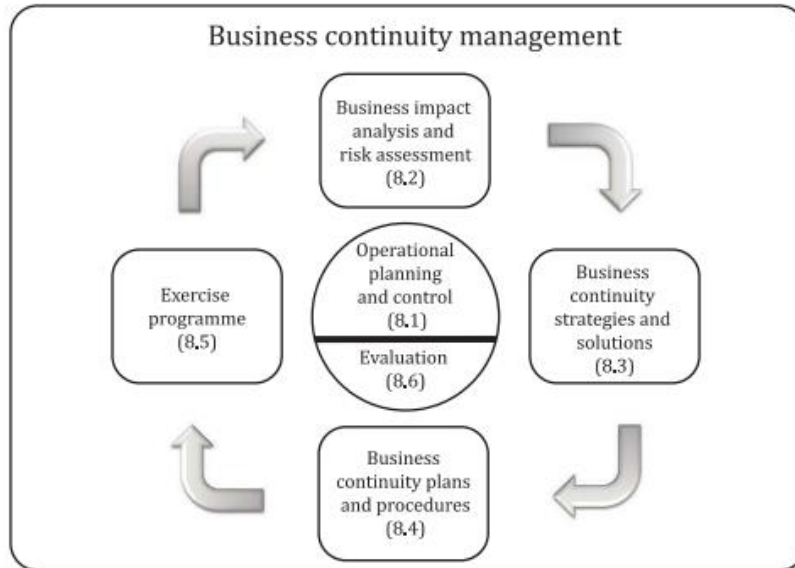 Business continuity management
Business impact
analysis and
risk assessment
(8.2)
Operational
planning
and control
(8.1)
Evaluation
(8.6)
Business
continuity
strategies and
solutions
(8.3)
Business
continuity plans
and procedures
(8.4)
Exercise
programme
(8.5)